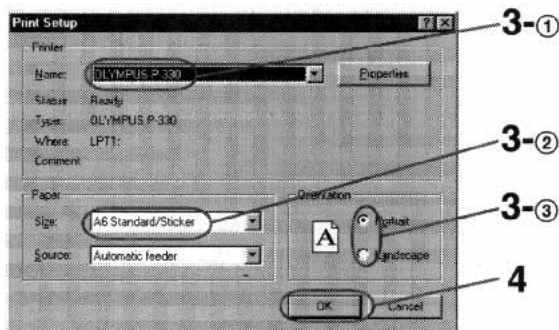 Print Setup
3-①
Printer
Name: OLYMPUS P-330 Properties
Status: Ready
Type: OLYMPUS P-330
Where: LPT1:
Comment
3-②
Paper Orientation
Size: A6 Standard/Sticker Portrait
3-③
A
Source: Automatic feeder Landscape
4
OK Cancel